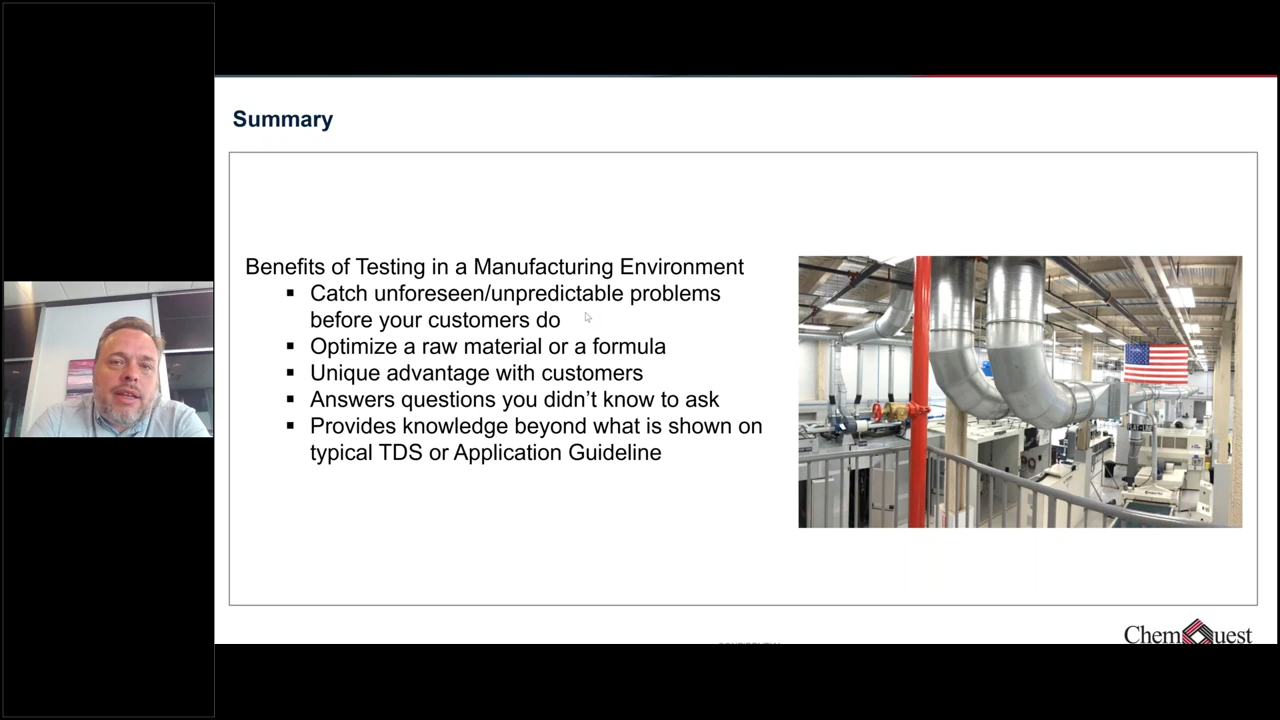 Summary
Benefits of Testing in a Manufacturing Environment
▪ Catch unforeseen/unpredictable problems
before your customers do
▪ Optimize a raw material or a formula
▪ Unique advantage with customers
▪ Answers questions you didn’t know to ask
▪ Provides knowledge beyond what is shown on
typical TDS or Application Guideline
ChemQuest